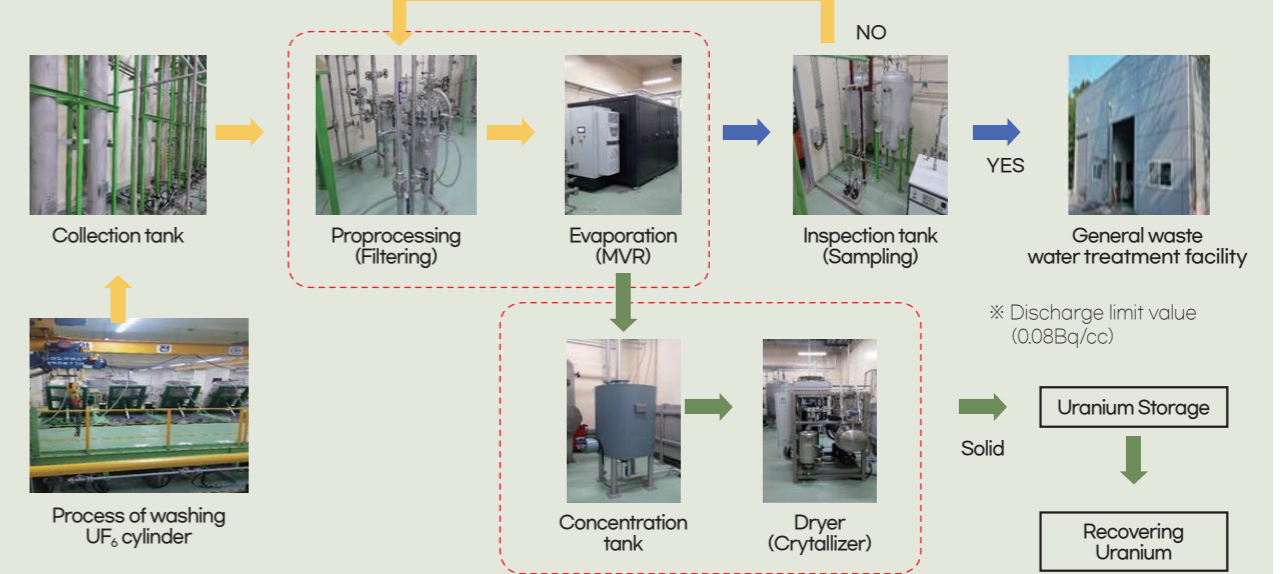 NO
YES
Collection tank
Proprocessing
(Filtering)
Evaporation
(MVR)
Inspection tank
(Sampling)
General waste
water treatment facility
※ Discharge limit value
(0.08Bq/cc)
Process of washing
UF₆ cylinder
Concentration
tank
Dryer
(Crytallizer)
Solid
Uranium Storage
Recovering
Uranium